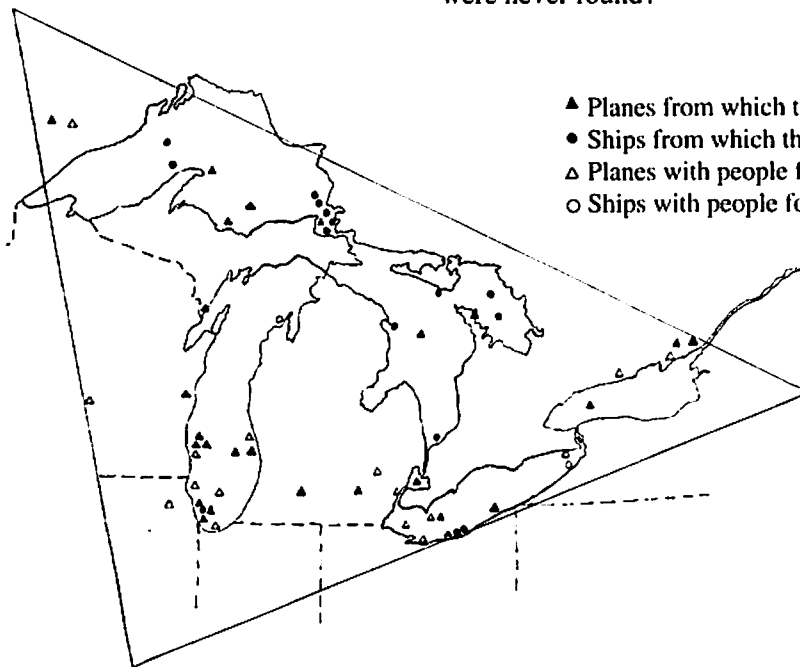 were never found?
▲ Planes from which t
● Ships from which th
△ Planes with people f
○ Ships with people fo